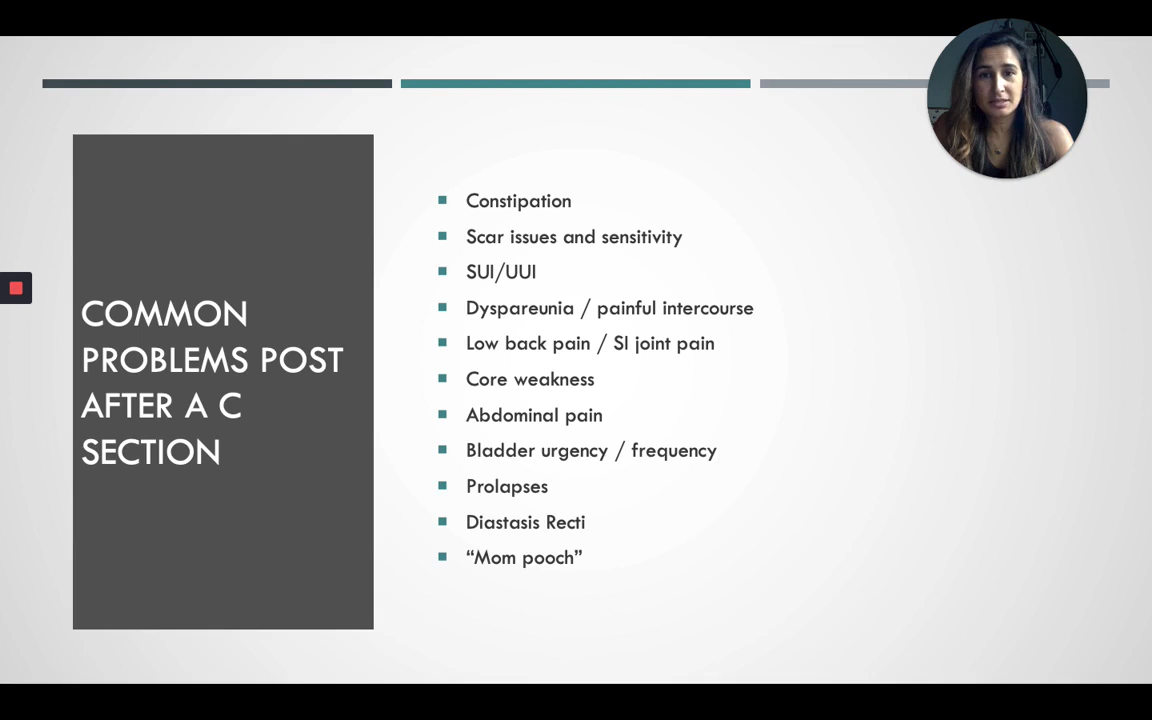 COMMON
PROBLEMS POST
AFTER A C
SECTION
Constipation
Scar issues and sensitivity
SUI/UUI
Dyspareunia / painful intercourse
Low back pain / SI joint pain
Core weakness
Abdominal pain
Bladder urgency / frequency
Prolapses
Diastasis Recti
“Mom pooch”